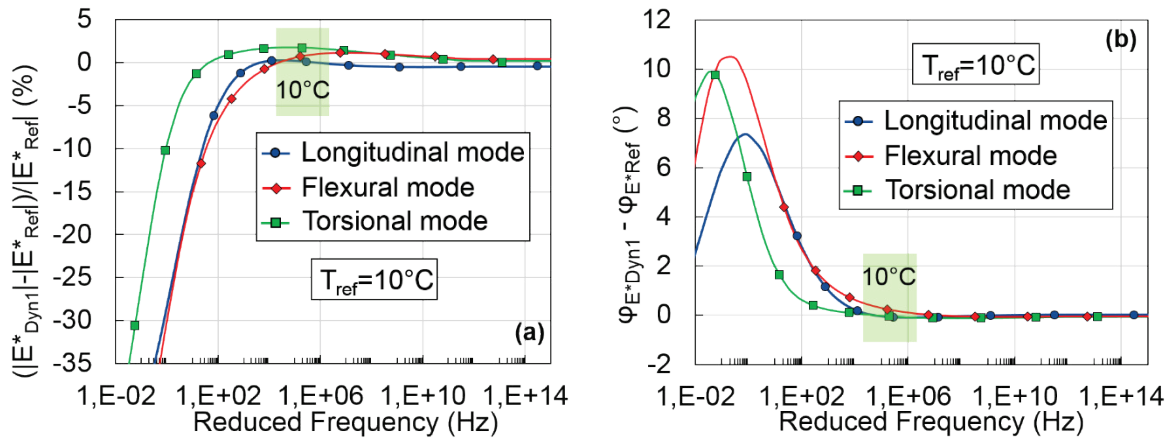 (|E*Dyn1|-|E*Ref|)/|E*Ref| (%)
5
0
-5
-10
-15
-20
-25
-30
-35
10°C
Longitudinal mode
Flexural mode
Torsional mode
Tref=10°C
(a)
1,E-02 1,E+02 1,E+06 1,E+10 1,E+14
Reduced Frequency (Hz)
φE*Dyn1 - φE*Ref (°)
12
10
8
6
4
2
0
-2
(b)
Tref=10°C
Longitudinal mode
Flexural mode
Torsional mode
10°C
1,E-02 1,E+02 1,E+06 1,E+10 1,E+14
Reduced Frequency (Hz)